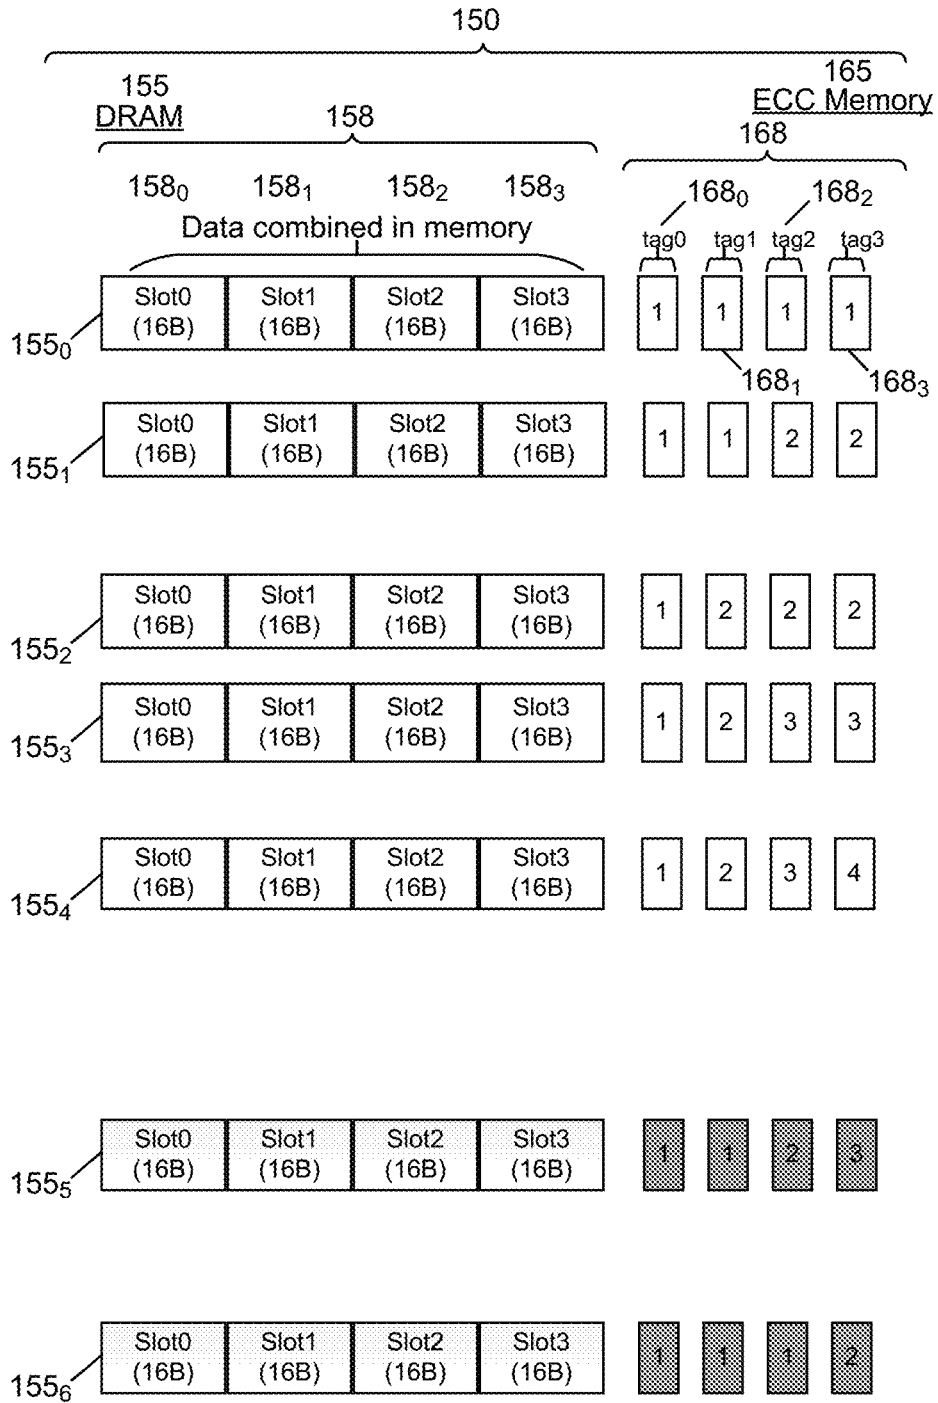 150
155 165
DRAM ECC Memory
158 168
158₀ 158₁ 158₂ 158₃ 168₀ 168₂
Data combined in memory tag0 tag1 tag2 tag3
155₀ Slot0 (16B) Slot1 (16B) Slot2 (16B) Slot3 (16B) 1 1 1 1
168₁ 168₃
155₁ Slot0 (16B) Slot1 (16B) Slot2 (16B) Slot3 (16B) 1 1 2 2
155₂ Slot0 (16B) Slot1 (16B) Slot2 (16B) Slot3 (16B) 1 2 2 2
155₃ Slot0 (16B) Slot1 (16B) Slot2 (16B) Slot3 (16B) 1 2 3 3
155₄ Slot0 (16B) Slot1 (16B) Slot2 (16B) Slot3 (16B) 1 2 3 4
155₅ Slot0 (16B) Slot1 (16B) Slot2 (16B) Slot3 (16B) 1 1 2 3
155₆ Slot0 (16B) Slot1 (16B) Slot2 (16B) Slot3 (16B) 1 1 1 2